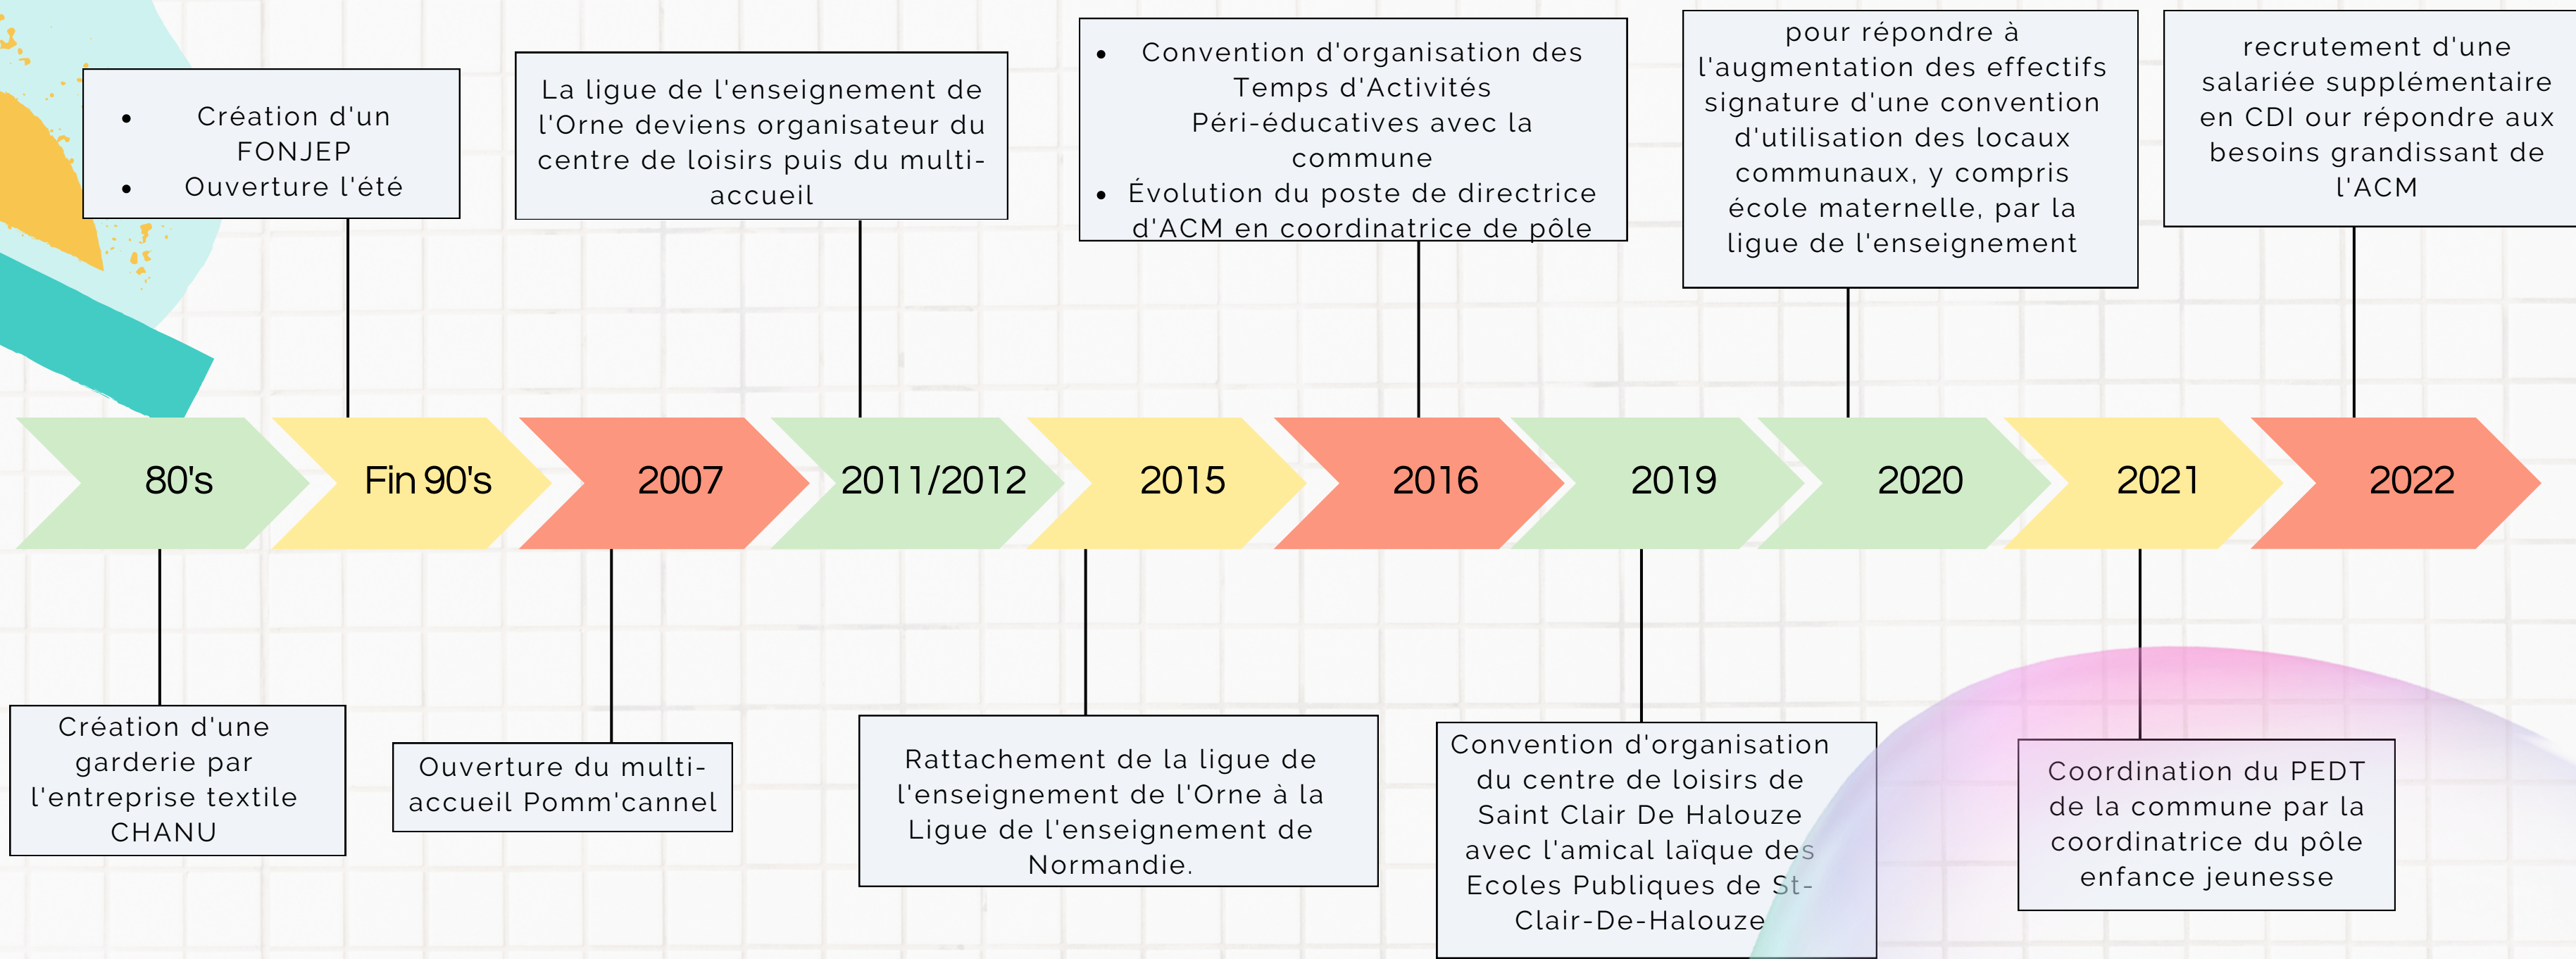 • Création d'un
FONJEP
• Ouverture l'été
La ligue de l'enseignement de
l'Orne deviens organisateur du
centre de loisirs puis du multi-
accueil
• Convention d'organisation des
Temps d'Activités
Péri-éducatives avec la
commune
• Évolution du poste de directrice
d'ACM en coordinatrice de pôle
pour répondre à
l'augmentation des effectifs
signature d'une convention
d'utilisation des locaux
communaux, y compris
école maternelle, par la
ligue de l'enseignement
recrutement d'une
salariée supplémentaire
en CDI our répondre aux
besoins grandissant de
l'ACM
80's
Fin 90's
2007
2011/2012
2015
2016
2019
2020
2021
2022
Création d'une
garderie par
l'entreprise textile
CHANU
Ouverture du multi-
accueil Pomm'cannel
Rattachement de la ligue de
l'enseignement de l'Orne à la
Ligue de l'enseignement de
Normandie.
Convention d'organisation
du centre de loisirs de
Saint Clair De Halouze
avec l'amical laïque des
Ecoles Publiques de St-
Clair-De-Halouze
Coordination du PEDT
de la commune par la
coordinatrice du pôle
enfance jeunesse